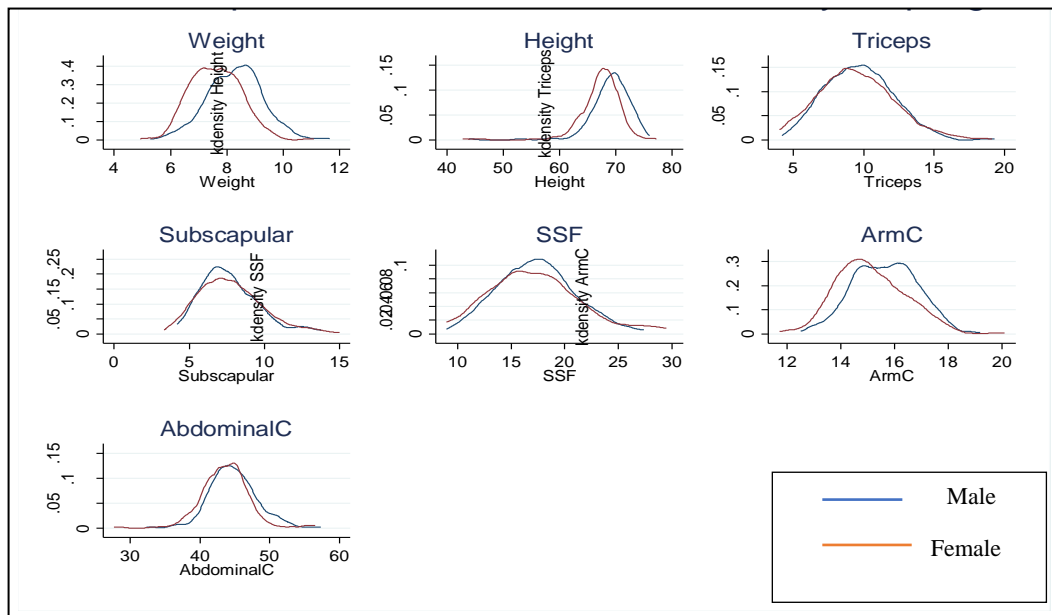 Weight
Height
Triceps
0 .1 .2 .3 .4
4 6 8 10 12
Weight
kdensity Height
0 .05 .1 .15
40 50 60 70 80
Height
kdensity Triceps
.05 .1 .15
0
5 10 15 20
Triceps
Subscapular
SSF
ArmC
0 .05 .1 .15 .2 .25
0 5 10 15
Subscapular
kdensity SSF
0 .02 .04 .06 .08 .1
10 15 20 25 30
SSF
kdensity ArmC
0 .1 .2 .3
12 14 16 18 20
ArmC
AbdominalC
0 .05 .1 .15
30 40 50 60
AbdominalC
Male
Female